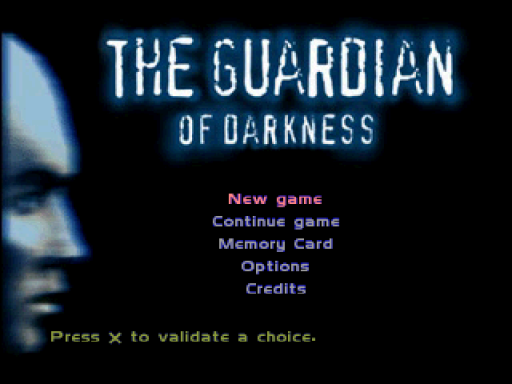 THE GUARDIAN
OF DARKNESS
New game
Continue game
Memory Card
Options
Credits
Press X to validate a choice.